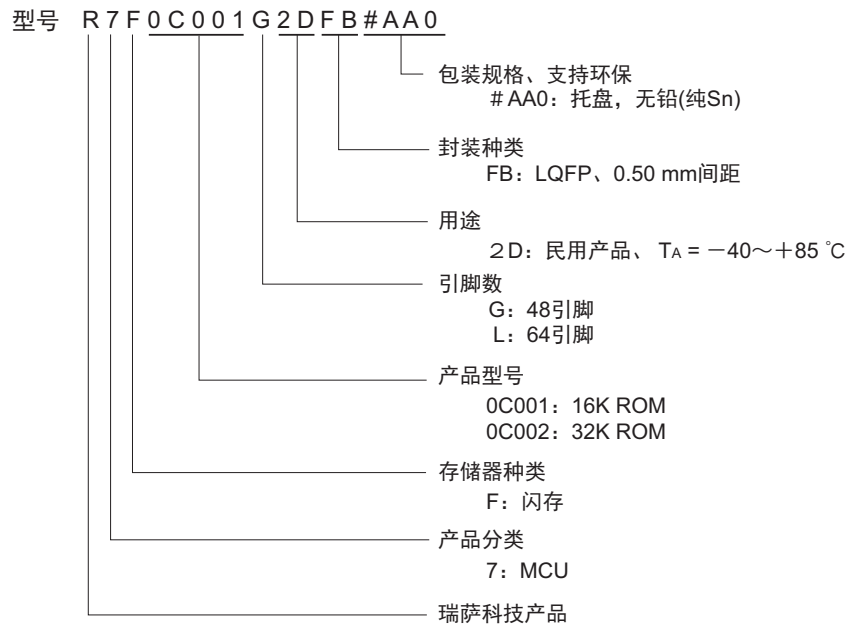 型号 R7F0C001G2DFB#AA0
包装规格、支持环保
#AA0：托盘，无铅(纯Sn)
封装种类
FB：LQFP、0.50 mm间距
用途
２D：民用产品、 TA = －40～＋85 ℃
引脚数
G：48引脚
L：64引脚
产品型号
0C001：16K ROM
0C002：32K ROM
存储器种类
F：闪存
产品分类
7：MCU
瑞萨科技产品